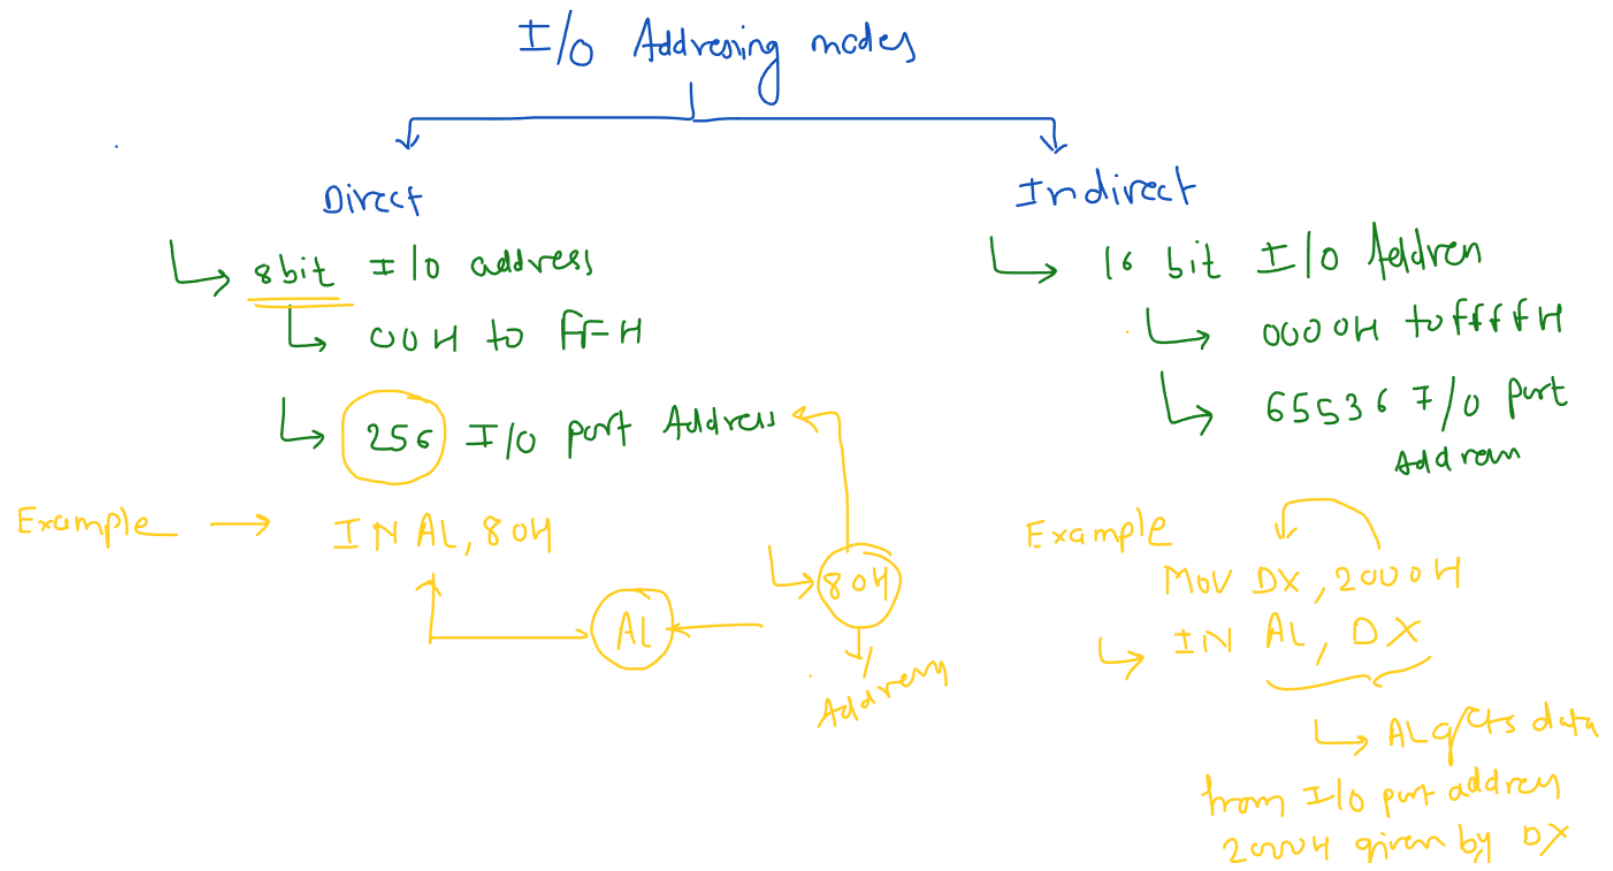 I/O Addressing modes
Direct
8bit I/O address
00H to FFH
256 I/O port Address
Example → IN AL, 80H
AL
80H
Address
Indirect
16 bit I/O Address
0000H to ffffH
65536 I/O port
Address
Example
MOV DX, 2000H
IN AL, DX
AL gets data
from I/O port address
2000H given by DX